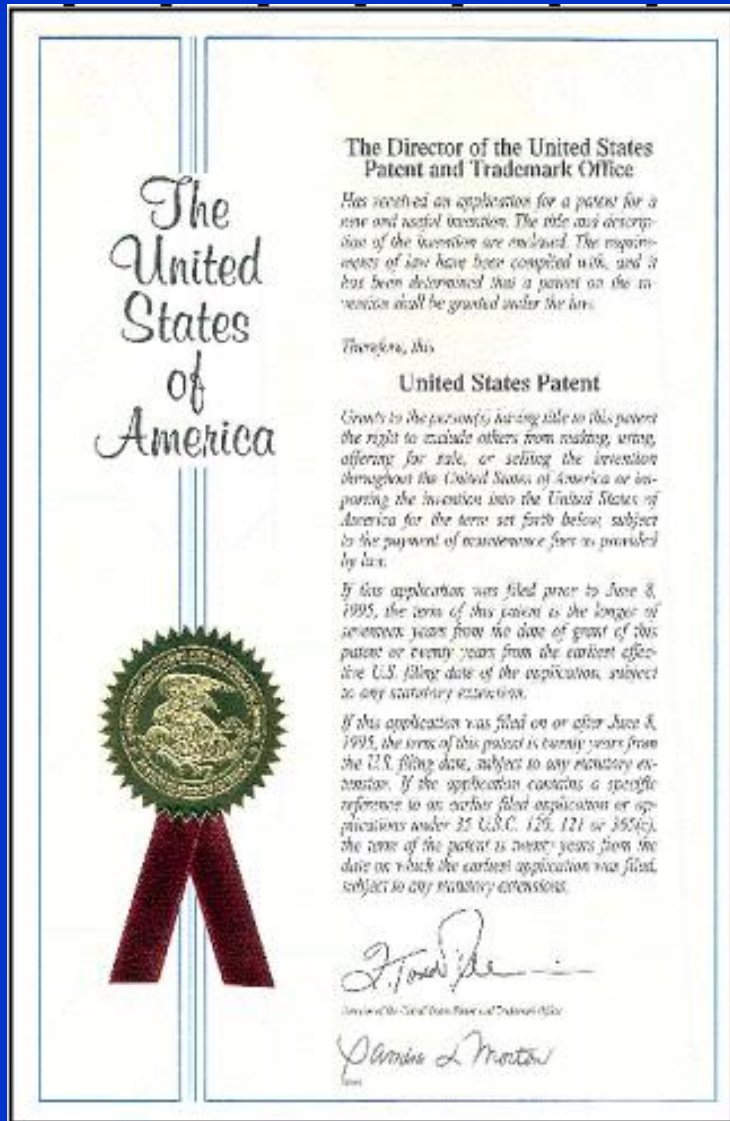 The
United
States
of
America
The Director of the United States
Patent and Trademark Office
Has received an application for a patent for a
new and useful invention. The title and descrip-
tion of the invention are enclosed. The require-
ments of law have been complied with, and it
has been determined that a patent on the in-
vention shall be granted under the law.
Therefore, this
United States Patent
Grants to the person(s) having title to this patent
the right to exclude others from making, using,
offering for sale, or selling the invention
throughout the United States of America or im-
porting the invention into the United States of
America for the term set forth below, subject
to the payment of maintenance fees as provided
by law.
If this application was filed prior to June 8,
1995, the term of this patent is the longer of
seventeen years from the date of grant of this
patent or twenty years from the earliest effec-
tive U.S. filing date of the application, subject
to any statutory extension.
If this application was filed on or after June 8,
1995, the term of this patent is twenty years from
the U.S. filing date, subject to any statutory ex-
tension. If the application contains a specific
reference to an earlier filed application or ap-
plications under 35 U.S.C. 120, 121 or 365(c),
the term of the patent is twenty years from the
date on which the earliest application was filed,
subject to any statutory extensions.
Director of the United States Patent and Trademark Office
L Morton